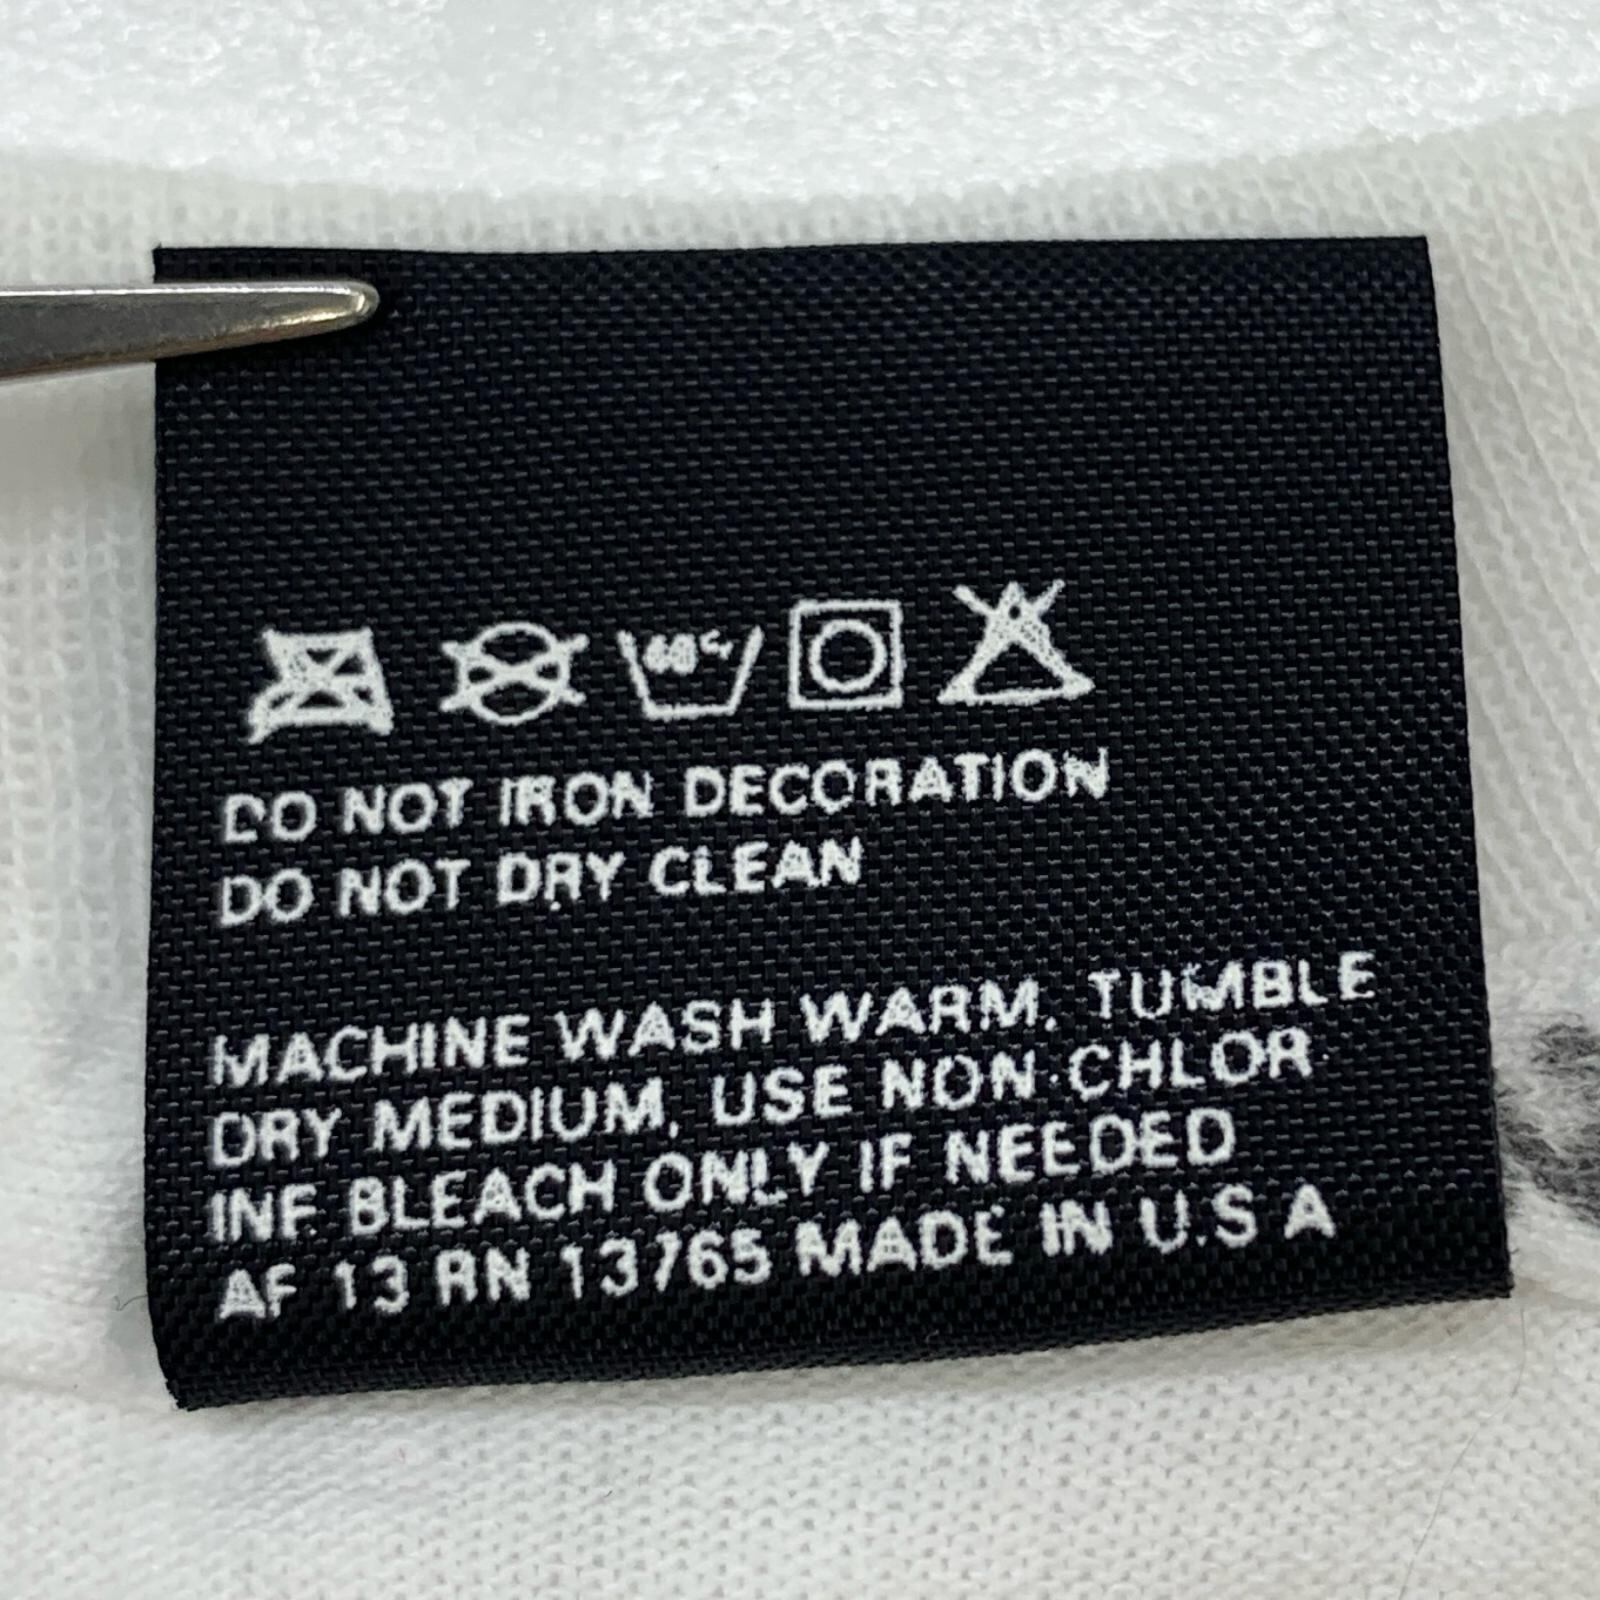 60°C
DO NOT IRON DECORATION
DO NOT DRY CLEAN
MACHINE WASH WARM, TUMBLE
DRY MEDIUM, USE NON-CHLOR
INE BLEACH ONLY IF NEEDED
AF 13 RN 13765 MADE IN U.S A